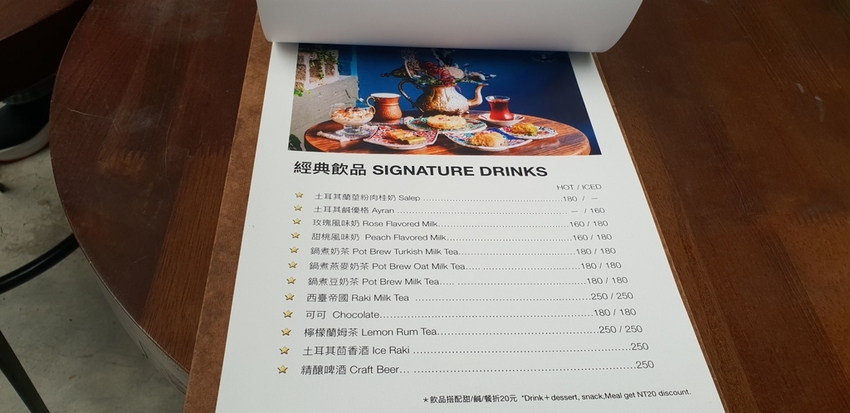 經典飲品 SIGNATURE DRINKS
HOT / ICED
土耳其蘭莖粉肉桂奶 Salep ........ 180 / —
土耳其鹹優格 Ayran ........ — / 160
玫瑰風味奶 Rose Flavored Milk........ 160 / 180
甜桃風味奶 Peach Flavored Milk........ 160 / 180
鍋煮奶茶 Pot Brew Turkish Milk Tea........ 180 / 180
鍋煮燕麥奶茶 Pot Brew Oat Milk Tea........ 180 / 180
鍋煮豆奶茶 Pot Brew Milk Tea........ 180 / 180
西臺帝國 Raki Milk Tea ........ 250 / 250
可可 Chocolate........ 180 / 180
檸檬蘭姆茶 Lemon Rum Tea........ 250 / 250
土耳其茴香酒 Ice Raki ........ 250
精釀啤酒 Craft Beer........ 250
*飲品搭配甜/鹹/餐折20元 *Drink+dessert, snack,Meal get NT20 discount.